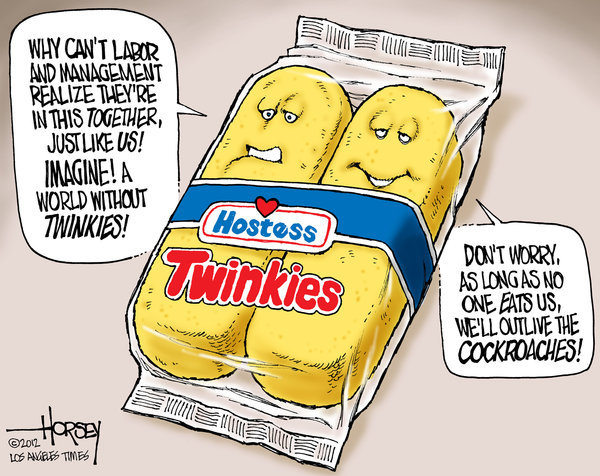 WHY CAN'T LABOR
AND MANAGEMENT
REALIZE THEY'RE
IN THIS TOGETHER,
JUST LIKE US!
IMAGINE! A
WORLD WITHOUT
TWINKIES!
Hostess
Twinkies
DON'T WORRY,
AS LONG AS NO
ONE EATS US,
WE'LL OUTLIVE THE
COCKROACHES!
HORSEY
©2012
LOS ANGELES TIMES